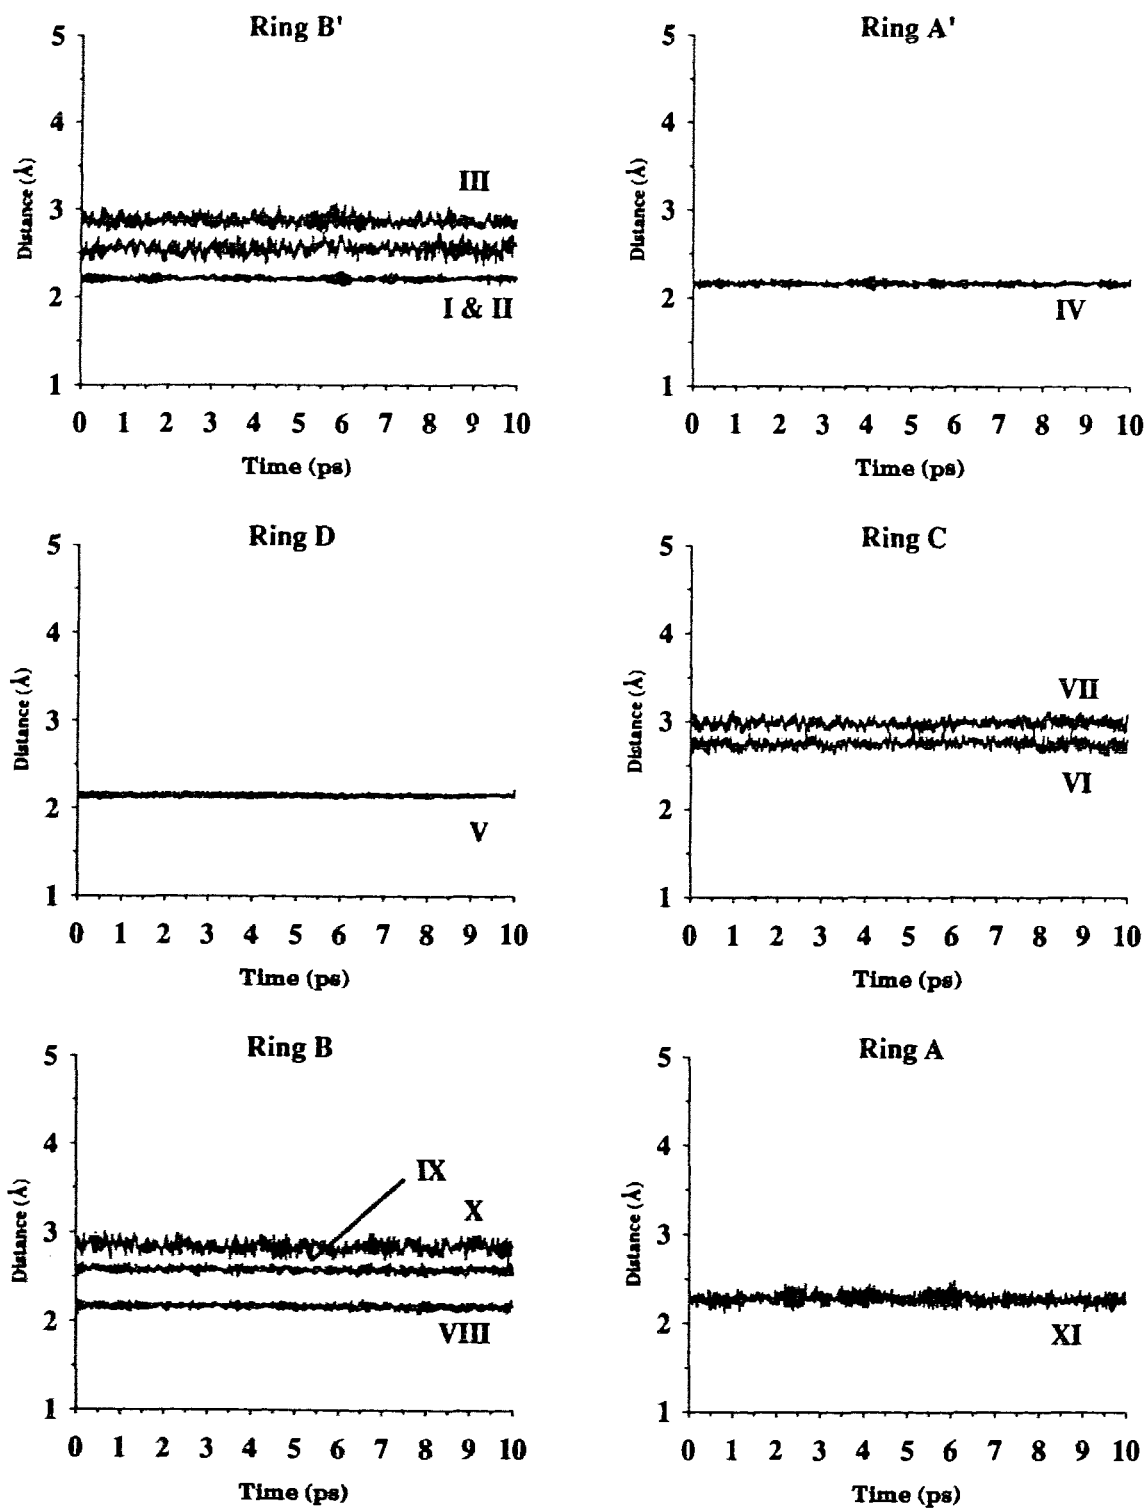 Ring B'
5
4
3
2
1
Distance (Å)
III
I & II
0 1 2 3 4 5 6 7 8 9 10
Time (ps)
Ring A'
5
4
3
2
1
Distance (Å)
IV
0 1 2 3 4 5 6 7 8 9 10
Time (ps)
Ring D
5
4
3
2
1
Distance (Å)
V
0 1 2 3 4 5 6 7 8 9 10
Time (ps)
Ring C
5
4
3
2
1
Distance (Å)
VII
VI
0 1 2 3 4 5 6 7 8 9 10
Time (ps)
Ring B
5
4
3
2
1
Distance (Å)
IX
X
VIII
0 1 2 3 4 5 6 7 8 9 10
Time (ps)
Ring A
5
4
3
2
1
Distance (Å)
XI
0 1 2 3 4 5 6 7 8 9 10
Time (ps)